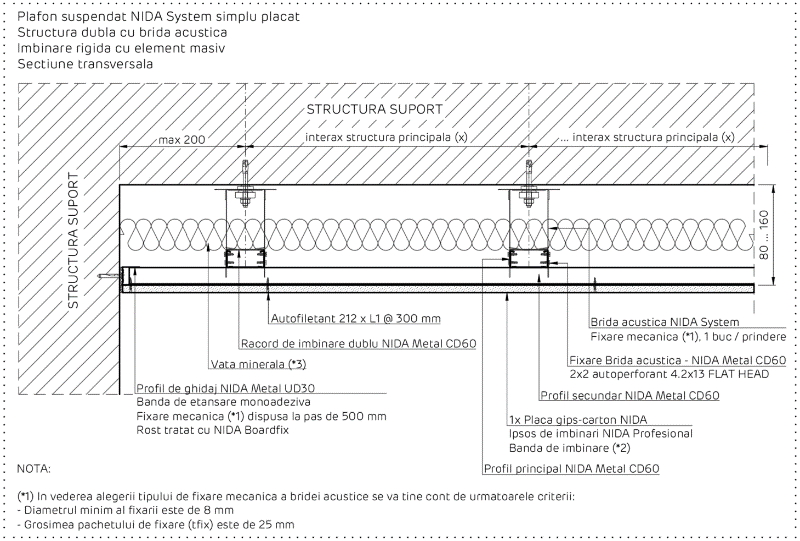 Plafon suspendat NIDA System simplu placat
Structura dubla cu brida acustica
Imbinare rigida cu element masiv
Sectiune transversala
STRUCTURA SUPORT
max 200
interax structura principala (x)
... interax structura principala (x)
STRUCTURA SUPORT
80 ... 160
Autofiletant 212 x L1 @ 300 mm
Racord de imbinare dublu NIDA Metal CD60
Vata minerala (*3)
Profil de ghidaj NIDA Metal UD30
Banda de etansare monoadeziva
Fixare mecanica (*1) dispusa la pas de 500 mm
Rost tratat cu NIDA Boardfix
Brida acustica NIDA System
Fixare mecanica (*1), 1 buc / prindere
Fixare Brida acustica - NIDA Metal CD60
2x2 autoperforant 4.2x13 FLAT HEAD
Profil secundar NIDA Metal CD60
1x Placa gips-carton NIDA
Ipsos de imbinari NIDA Profesional
Banda de imbinare (*2)
Profil principal NIDA Metal CD60
NOTA:
(*1) In vederea alegerii tipului de fixare mecanica a bridei acustice se va tine cont de urmatoarele criterii:
- Diametrul minim al fixarii este de 8 mm
- Grosimea pachetului de fixare (tfix) este de 25 mm